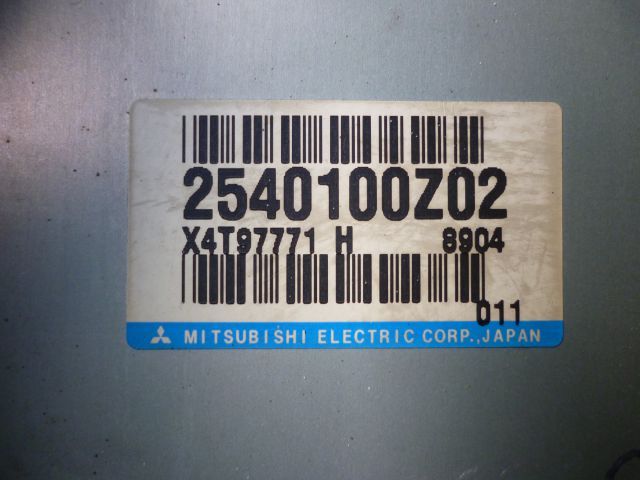 2540100Z02
X4T97771 H 8904
011
MITSUBISHI ELECTRIC CORP.,JAPAN